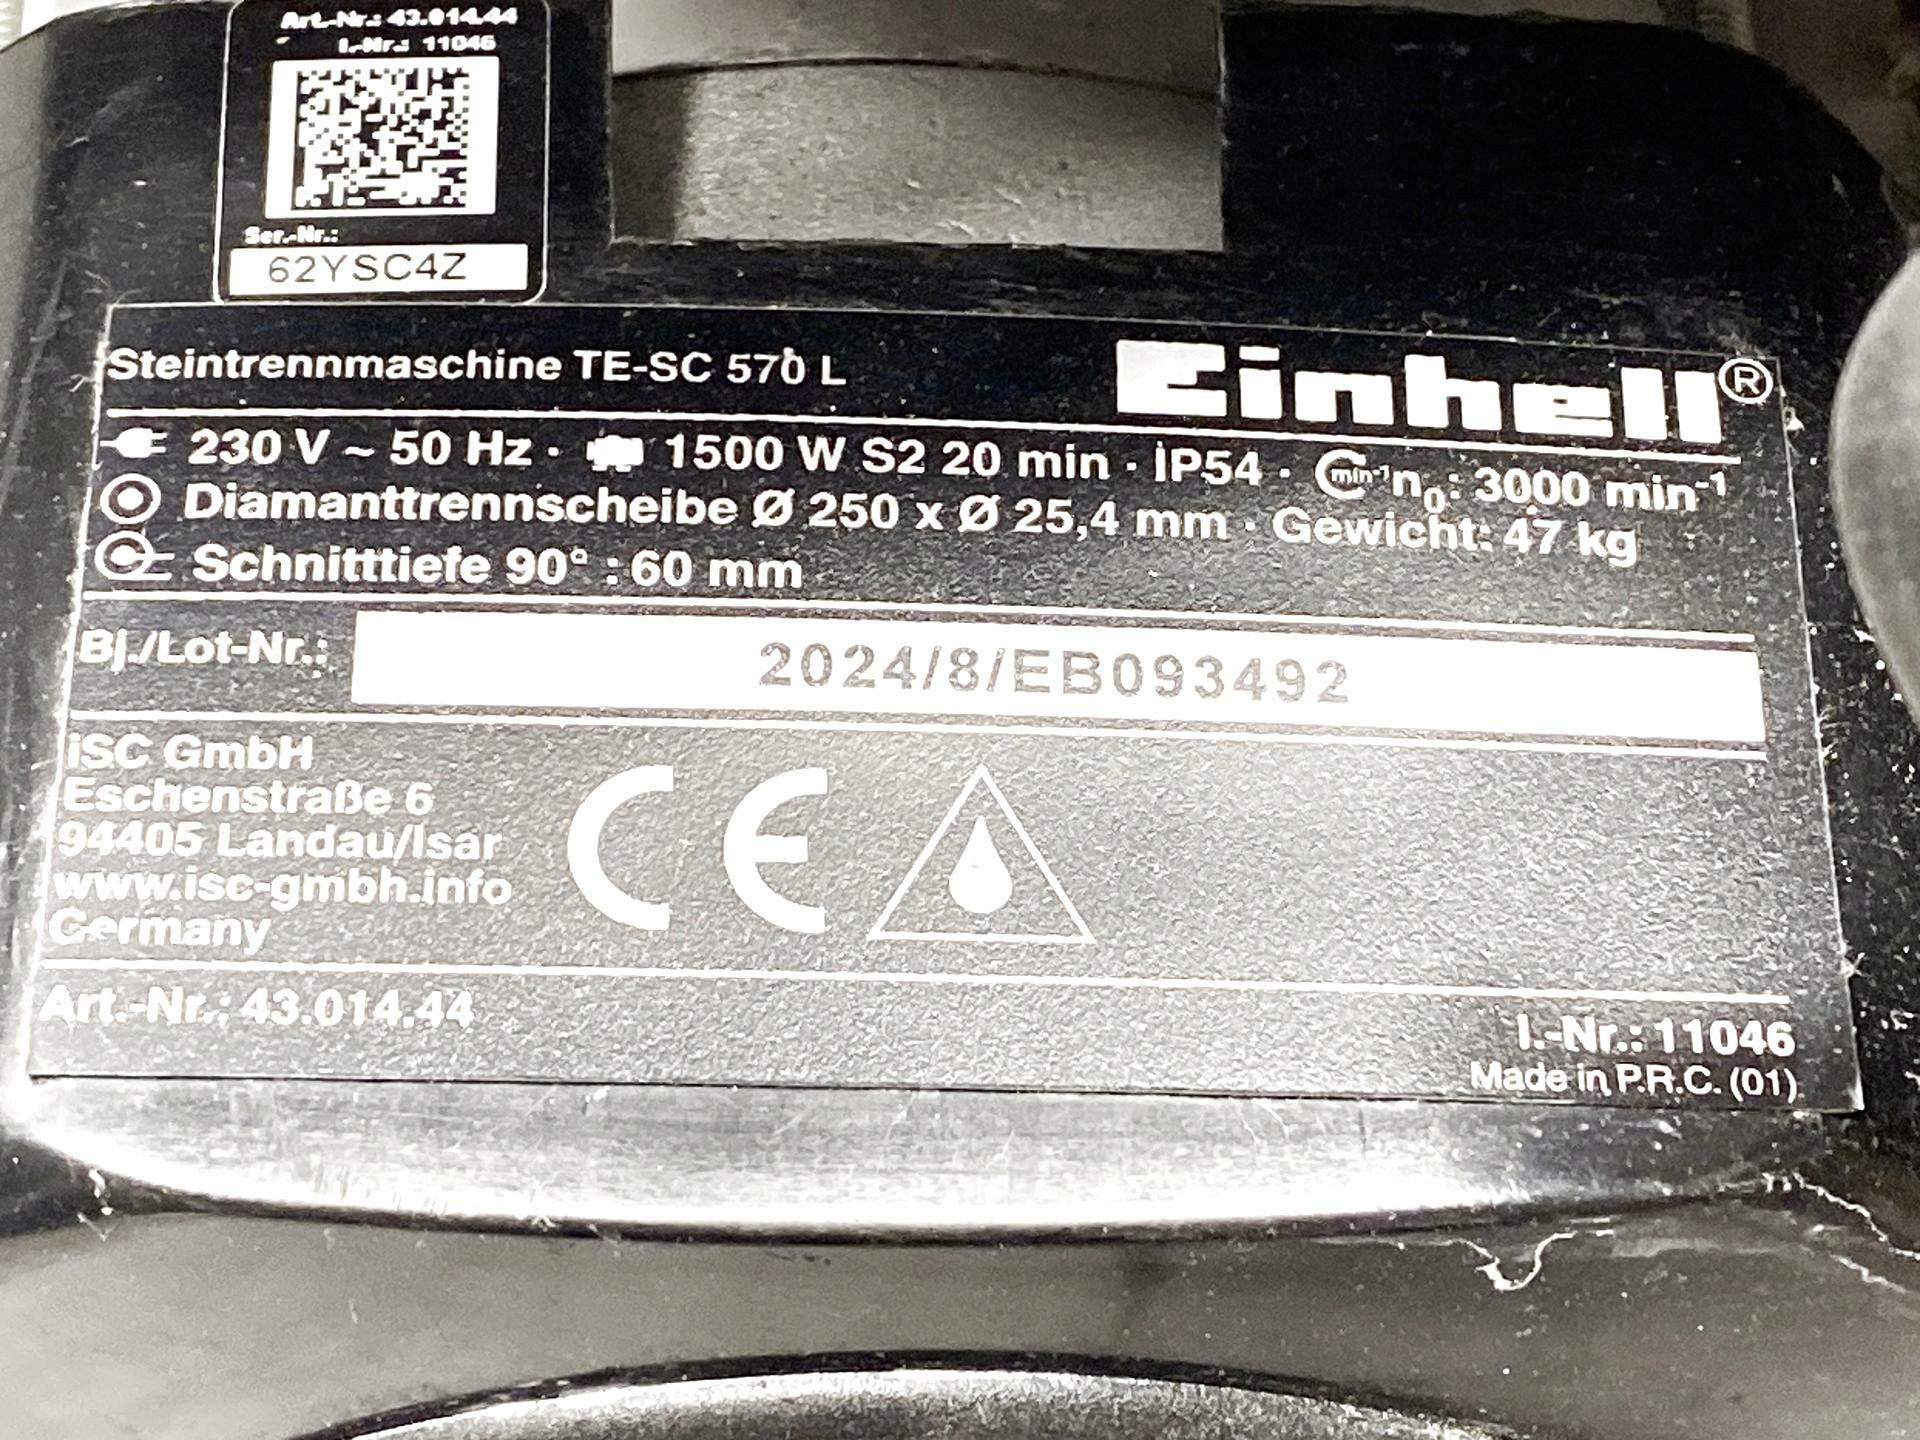 Art.-Nr.: 43.014.44
I.-Nr.: 11046
Ser.-Nr.:
62YSC4Z
Steintrennmaschine TE-SC 570 L
Einhell®
230 V ~ 50 Hz · 1500 W S2 20 min · IP54 · min⁻¹ n₀: 3000 min⁻¹
Diamanttrennscheibe Ø 250 x Ø 25,4 mm · Gewicht: 47 kg
Schnitttiefe 90° : 60 mm
Bj./Lot-Nr.: 2024/8/EB093492
iSC GmbH
Eschenstraße 6
94405 Landau/Isar
www.isc-gmbh.info
Germany
CE
Art.-Nr.: 43.014.44
I.-Nr.: 11046
Made in P.R.C. (01)